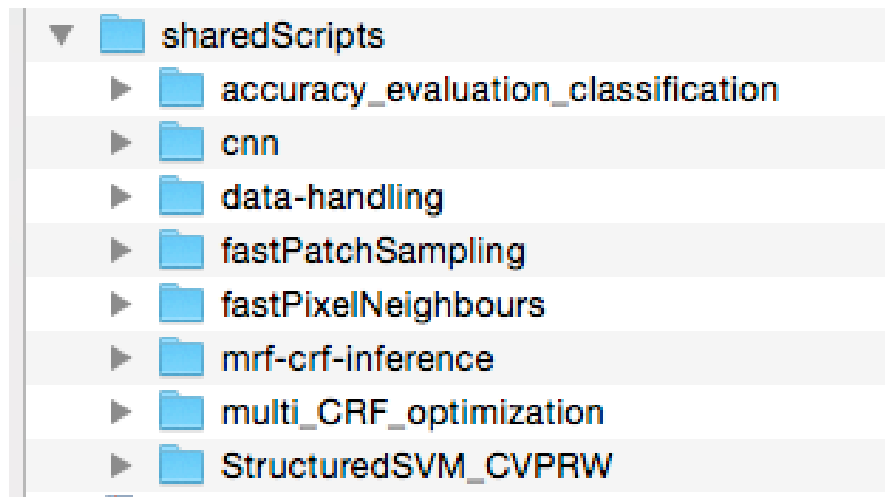 sharedScripts
accuracy_evaluation_classification
cnn
data-handling
fastPatchSampling
fastPixelNeighbours
mrf-crf-inference
multi_CRF_optimization
StructuredSVM_CVPRW